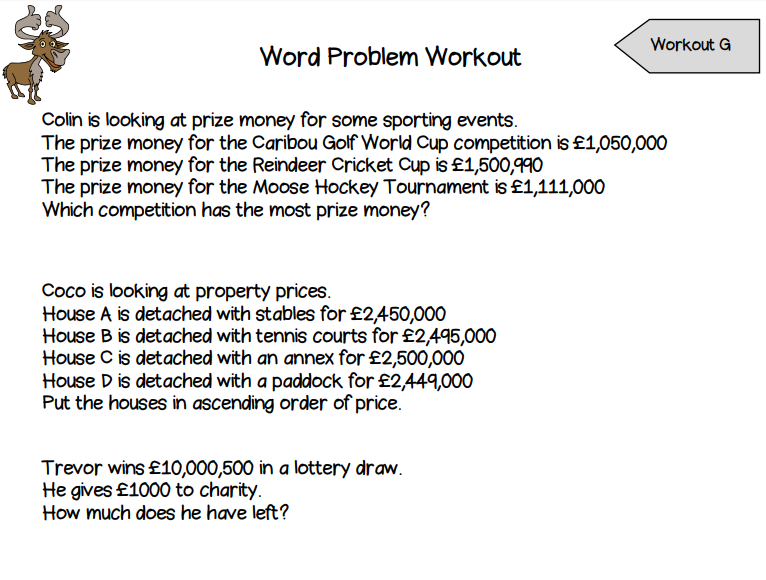 Word Problem Workout
Workout G
Colin is looking at prize money for some sporting events.
The prize money for the Caribou Golf World Cup competition is £1,050,000
The prize money for the Reindeer Cricket Cup is £1,500,990
The prize money for the Moose Hockey Tournament is £1,111,000
Which competition has the most prize money?
Coco is looking at property prices.
House A is detached with stables for £2,450,000
House B is detached with tennis courts for £2,495,000
House C is detached with an annex for £2,500,000
House D is detached with a paddock for £2,449,000
Put the houses in ascending order of price.
Trevor wins £10,000,500 in a lottery draw.
He gives £1000 to charity.
How much does he have left?